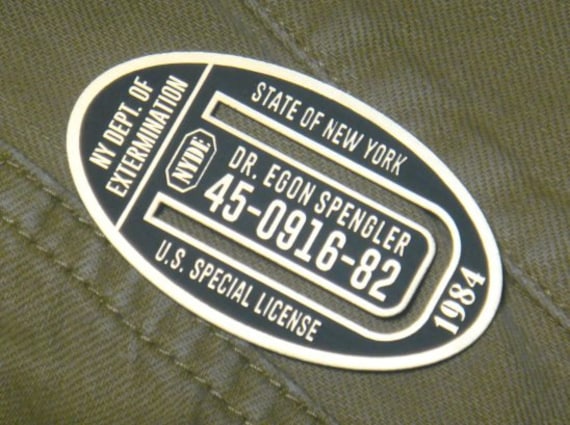 NY DEPT. OF
EXTERMINATION
STATE OF NEW YORK
NYDE
DR. EGON SPENGLER
45-0916-82
U.S. SPECIAL LICENSE
1984